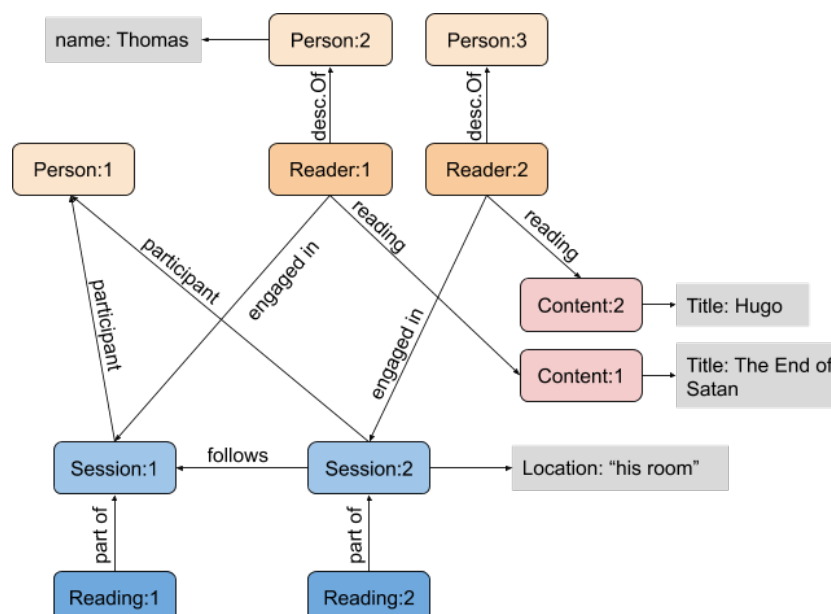 name: Thomas
Person:2
Person:3
desc.Of
desc.Of
Person:1
Reader:1
Reader:2
reading
reading
participant
participant
engaged in
engaged in
Content:2
Title: Hugo
Content:1
Title: The End of
Satan
Session:1
follows
Session:2
Location: “his room”
part of
part of
Reading:1
Reading:2